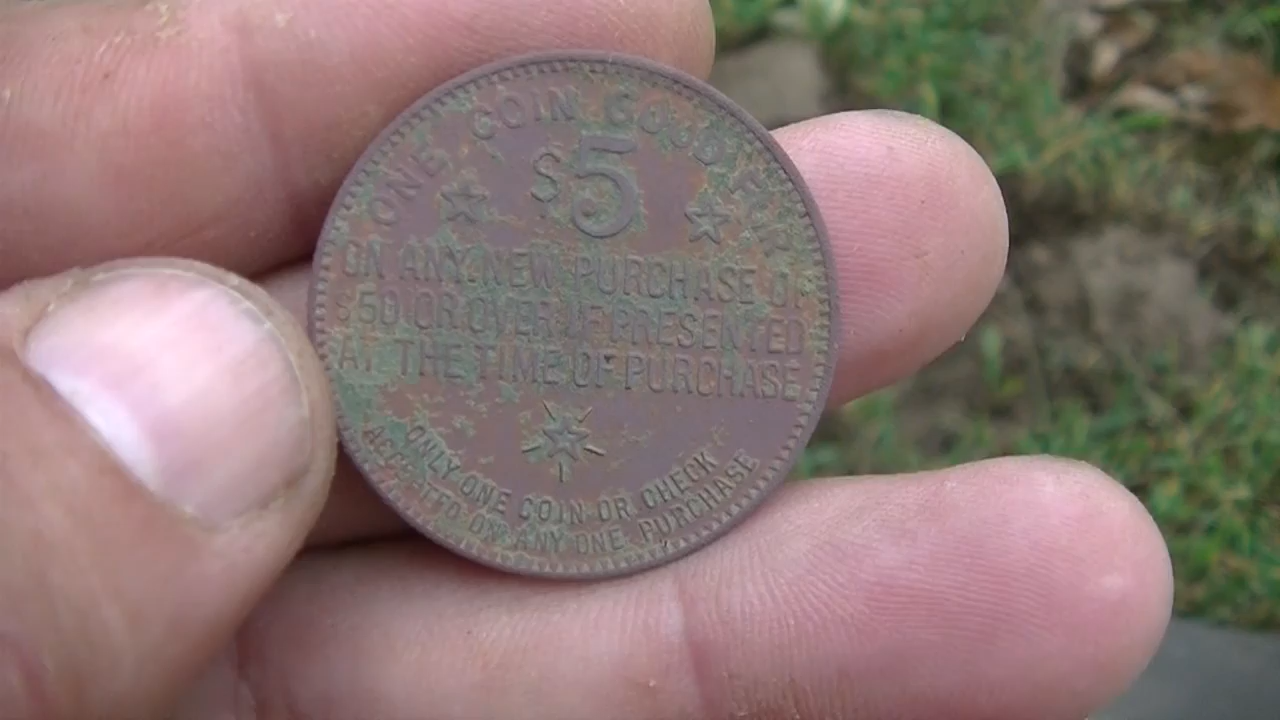 ONE COIN GOOD FOR
$5
ON ANY NEW PURCHASE OF
$50 OR OVER IF PRESENTED
AT THE TIME OF PURCHASE
ONLY ONE COIN OR CHECK
ACCEPTED ON ANY ONE PURCHASE